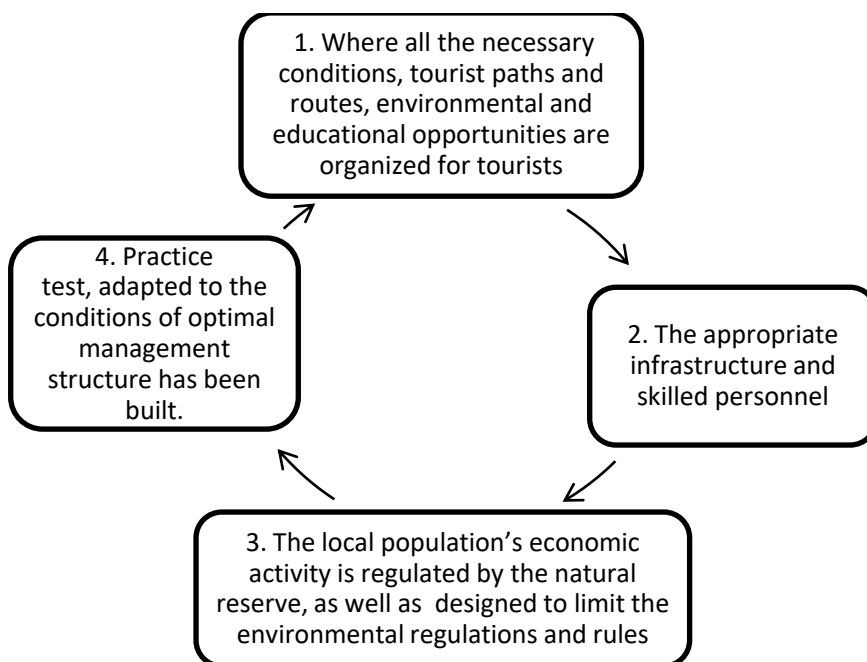 1. Where all the necessary
conditions, tourist paths and
routes, environmental and
educational opportunities are
organized for tourists
2. The appropriate
infrastructure and
skilled personnel
3. The local population’s economic
activity is regulated by the natural
reserve, as well as  designed to limit the
environmental regulations and rules
4. Practice
test, adapted to the
conditions of optimal
management
structure has been
built.